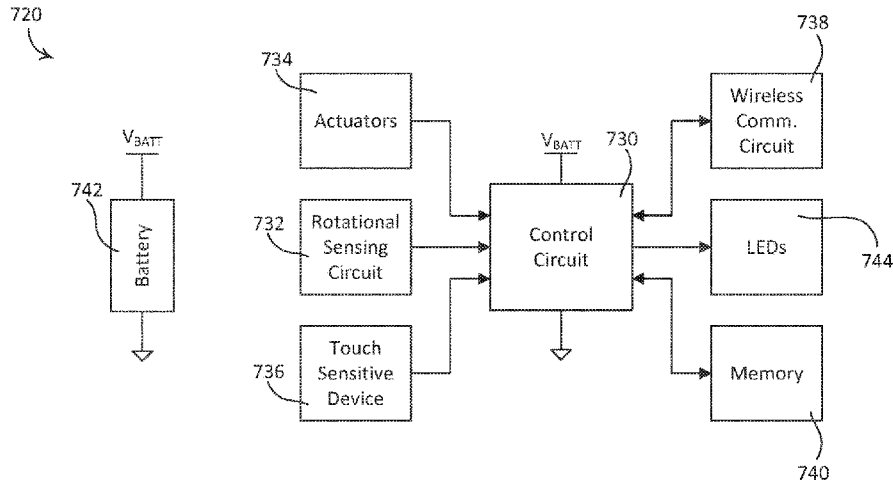 720
734
Actuators
738
Wireless
Comm.
Circuit
V_BATT
742
Battery
V_BATT
730
Control
Circuit
732
Rotational
Sensing
Circuit
LEDs
744
736
Touch
Sensitive
Device
Memory
740